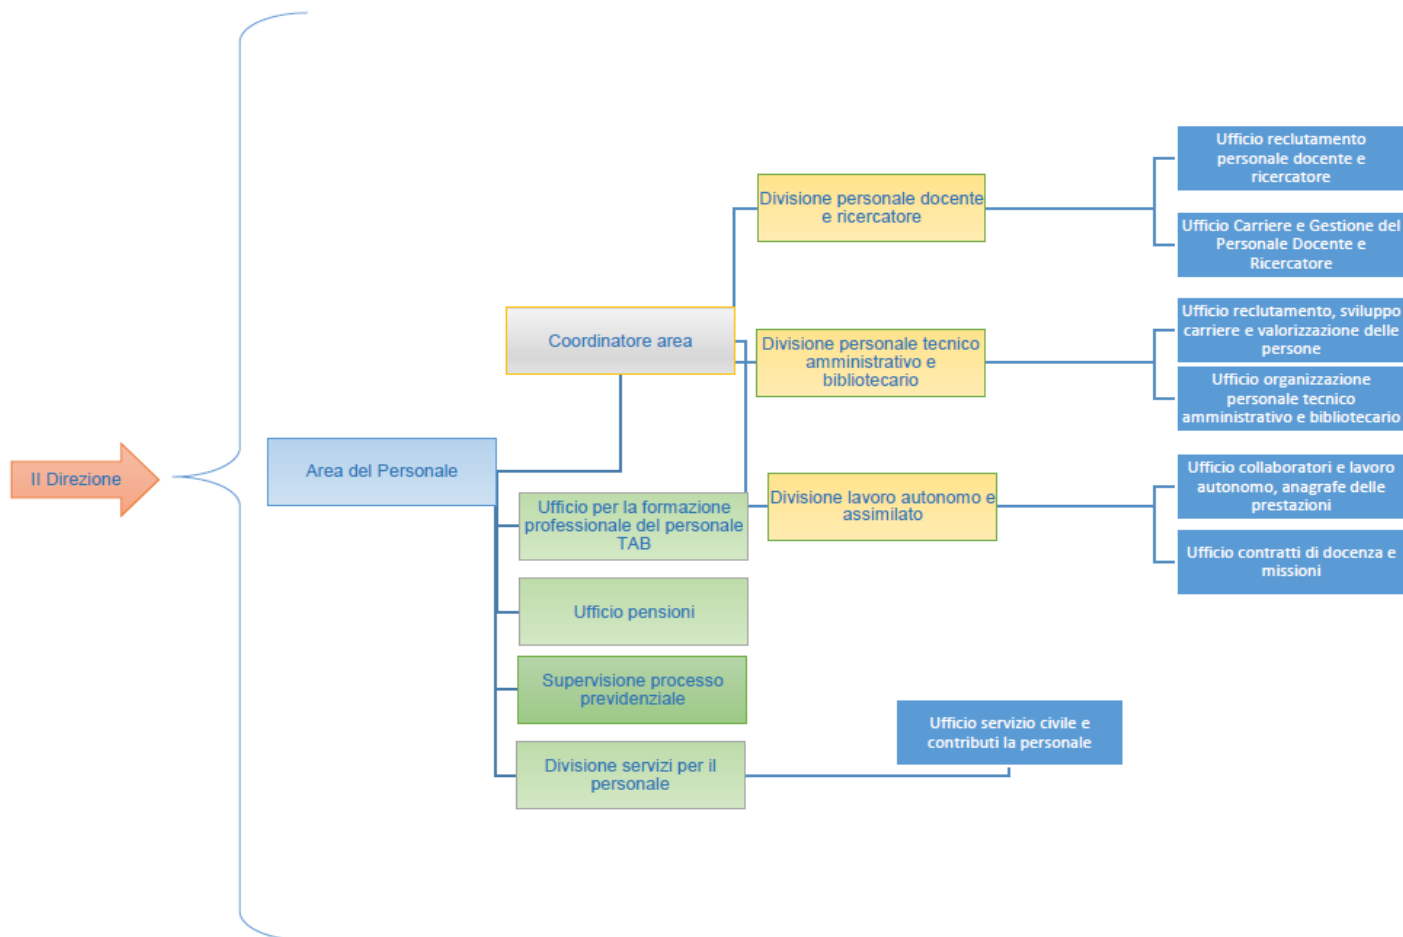 II Direzione
Area del Personale
Coordinatore area
Divisione personale docente
e ricercatore
Ufficio reclutamento
personale docente e
ricercatore
Ufficio Carriere e Gestione del
Personale Docente e
Ricercatore
Divisione personale tecnico
amministrativo e
bibliotecario
Ufficio reclutamento, sviluppo
carriere e valorizzazione delle
persone
Ufficio organizzazione
personale tecnico
amministrativo e bibliotecario
Divisione lavoro autonomo e
assimilato
Ufficio collaboratori e lavoro
autonomo, anagrafe delle
prestazioni
Ufficio contratti di docenza e
missioni
Ufficio per la formazione
professionale del personale
TAB
Ufficio pensioni
Supervisione processo
previdenziale
Divisione servizi per il
personale
Ufficio servizio civile e
contributi la personale